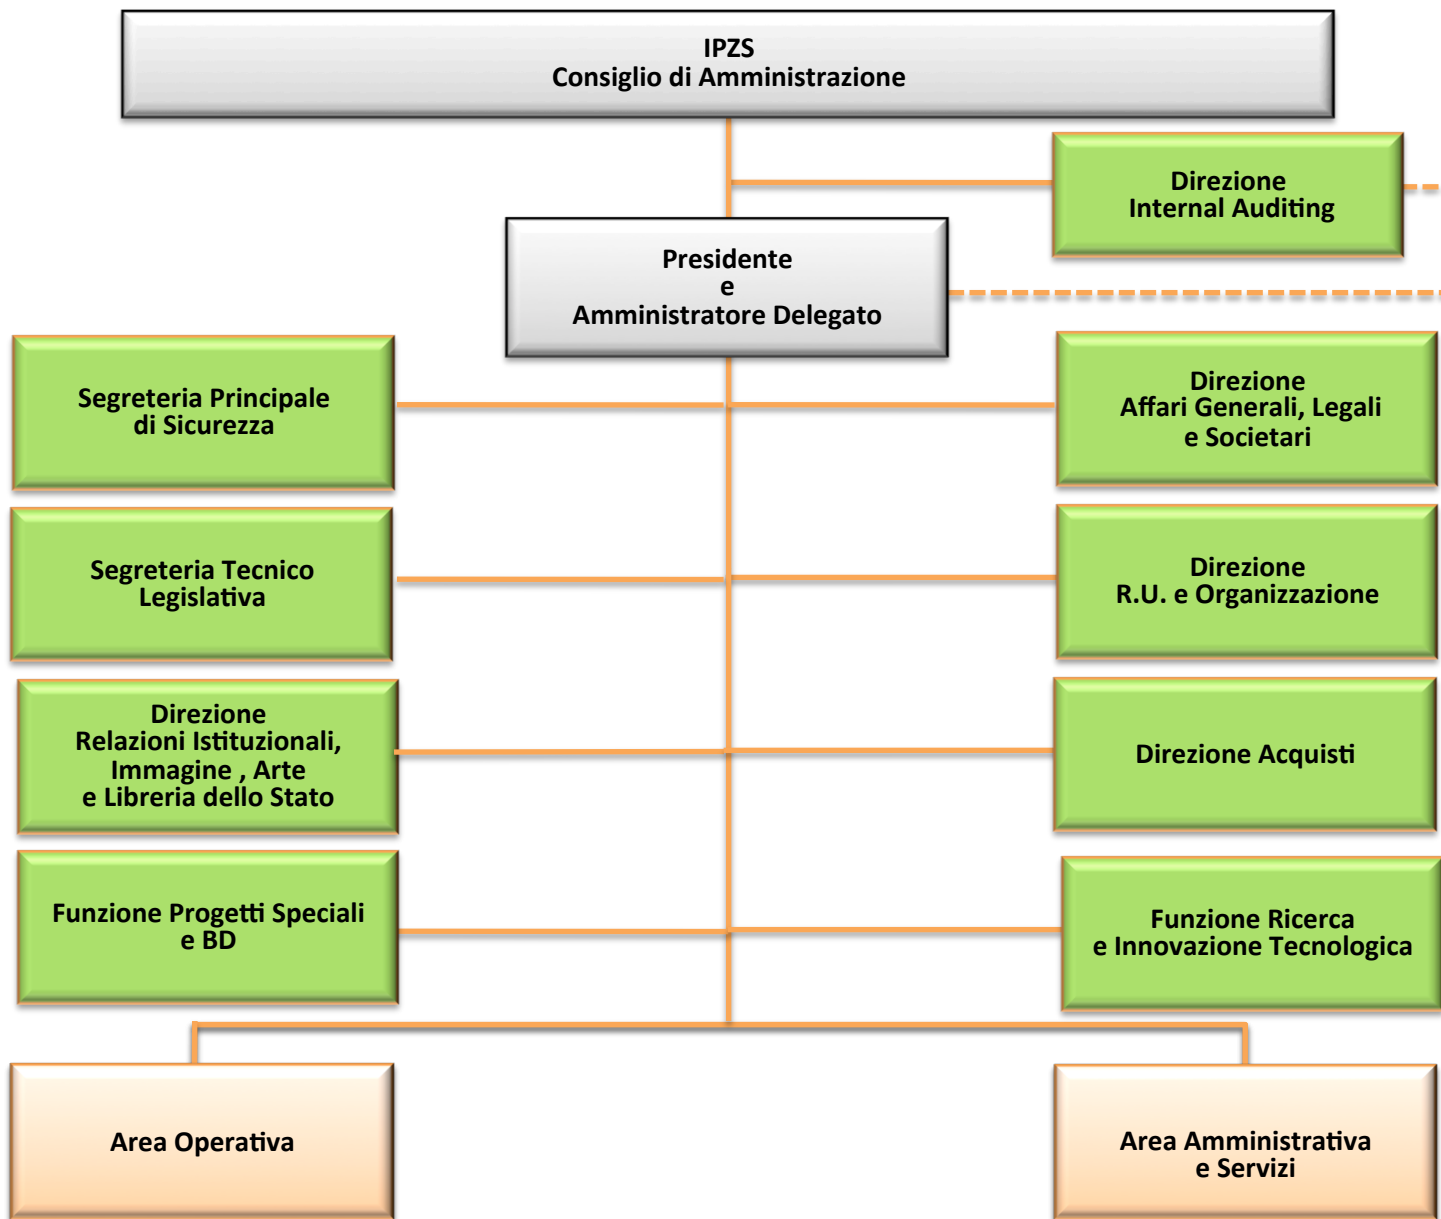 IPZS
Consiglio di Amministrazione
Direzione
Internal Auditing
Presidente
e
Amministratore Delegato
Segreteria Principale
di Sicurezza
Direzione
Affari Generali, Legali
e Societari
Segreteria Tecnico
Legislativa
Direzione
R.U. e Organizzazione
Direzione
Relazioni Istituzionali,
Immagine , Arte
e Libreria dello Stato
Direzione Acquisti
Funzione Progetti Speciali
e BD
Funzione Ricerca
e Innovazione Tecnologica
Area Operativa
Area Amministrativa
e Servizi